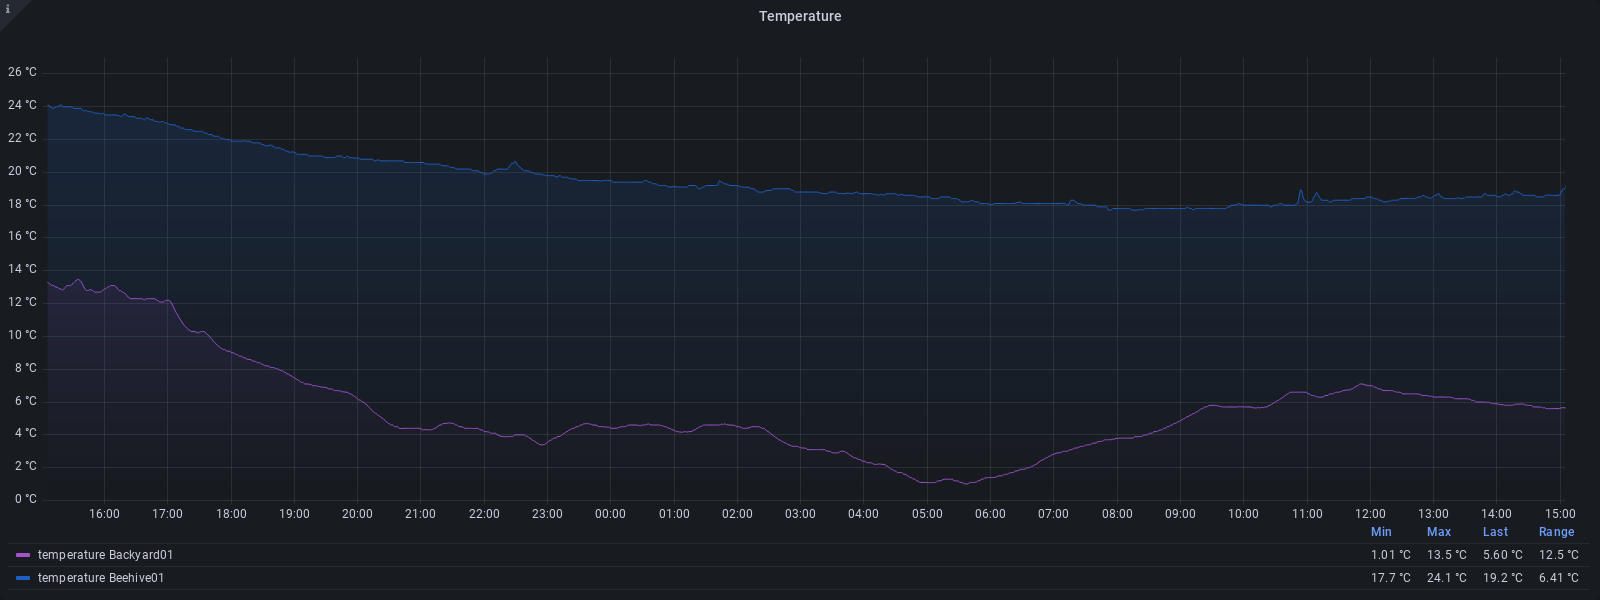 i
Temperature
26 °C
24 °C
22 °C
20 °C
18 °C
16 °C
14 °C
12 °C
10 °C
8 °C
6 °C
4 °C
2 °C
0 °C
16:00 17:00 18:00 19:00 20:00 21:00 22:00 23:00 00:00 01:00 02:00 03:00 04:00 05:00 06:00 07:00 08:00 09:00 10:00 11:00 12:00 13:00 14:00 15:00
Min Max Last Range
temperature Backyard01 1.01 °C 13.5 °C 5.60 °C 12.5 °C
temperature Beehive01 17.7 °C 24.1 °C 19.2 °C 6.41 °C